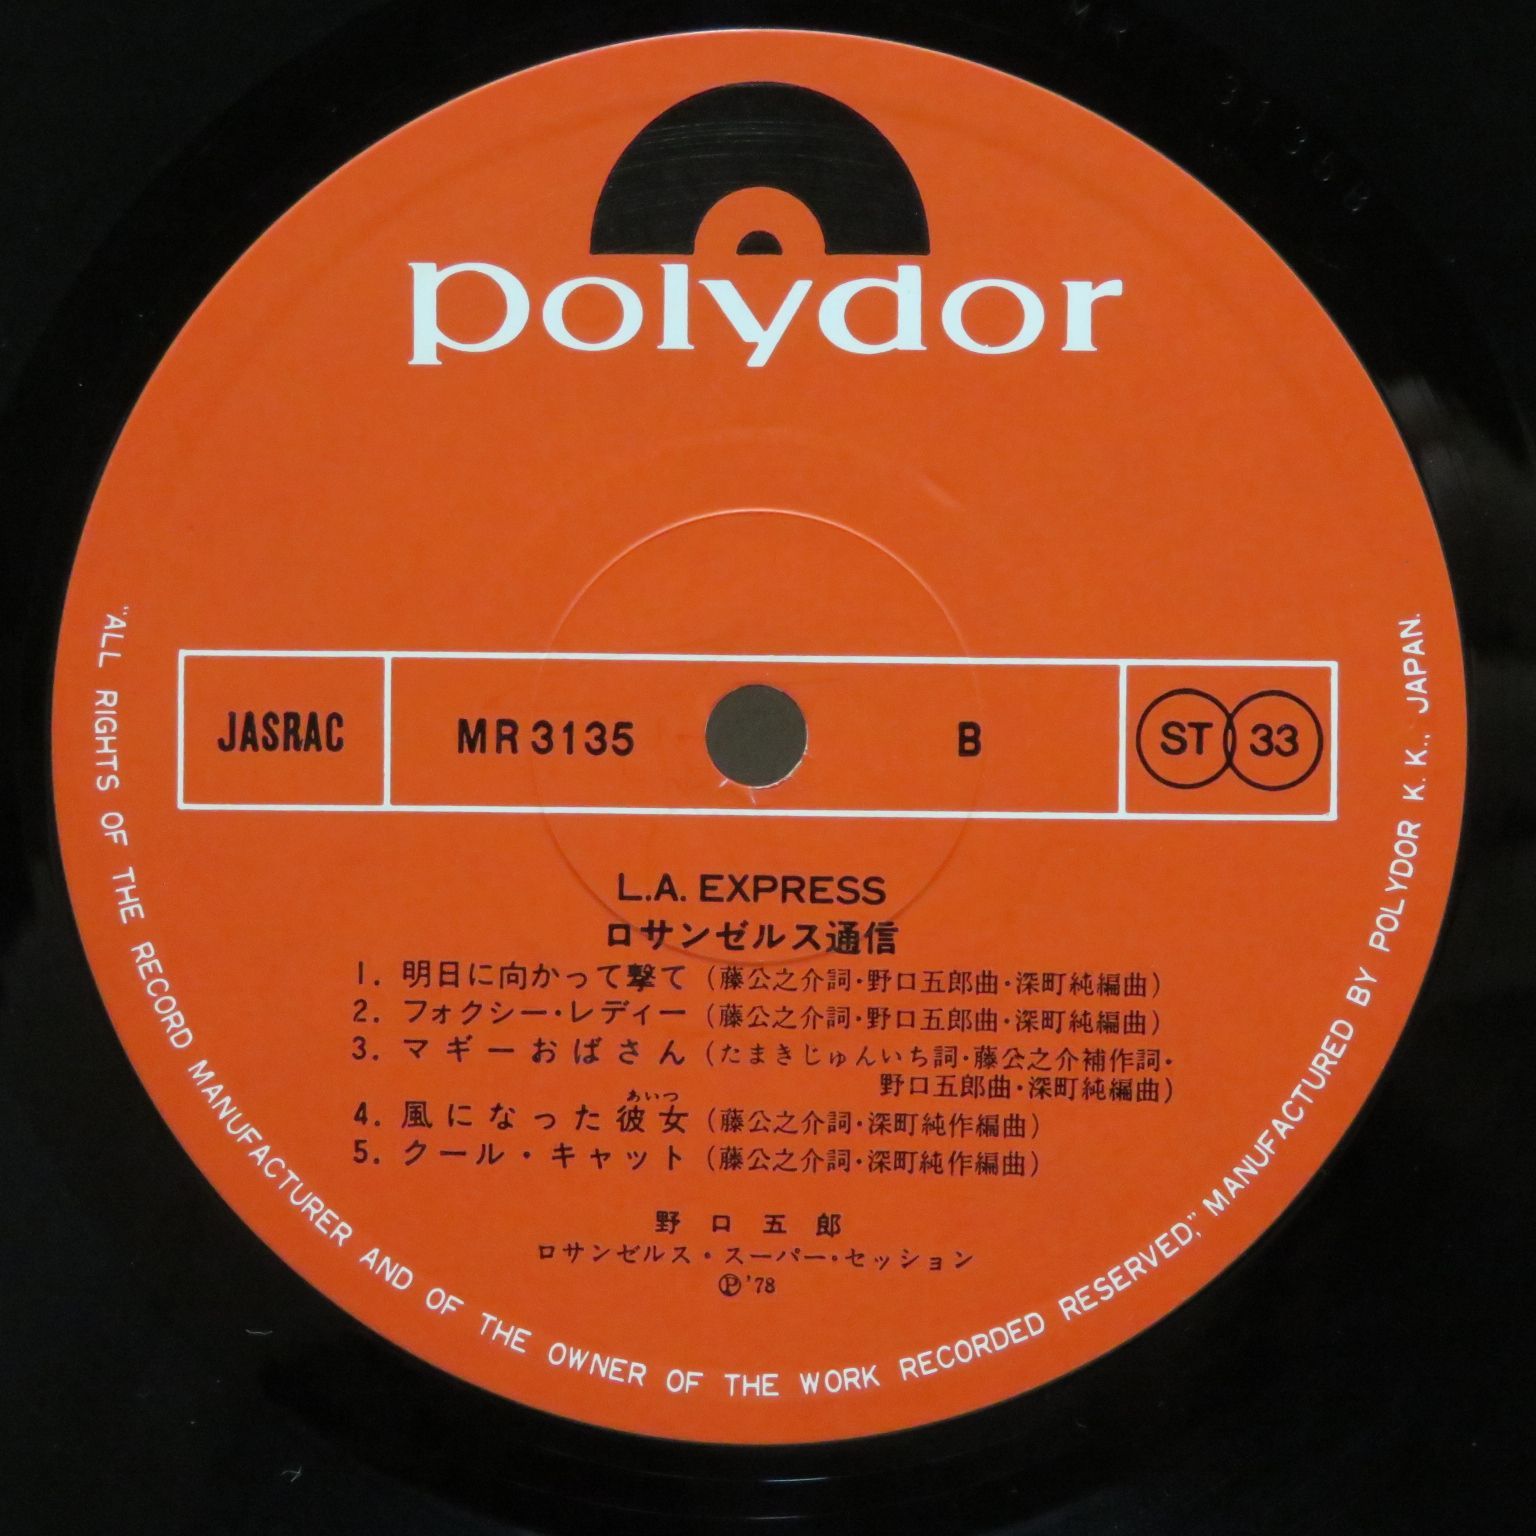 polydor
JASRAC MR 3135 B ST 33
L.A. EXPRESS
ロサンゼルス通信
1. 明日に向かって撃て (藤公之介詞・野口五郎曲・深町純編曲)
2. フォクシー・レディー (藤公之介詞・野口五郎曲・深町純編曲)
3. マギーおばさん (たまきじゅんいち詞・藤公之介補作詞・
野口五郎曲・深町純編曲)
あいつ
4. 風になった彼女 (藤公之介詞・深町純作編曲)
5. クール・キャット (藤公之介詞・深町純作編曲)
野口五郎
ロサンゼルス・スーパー・セッション
Ⓟ'78
"ALL RIGHTS OF THE RECORD MANUFACTURER AND OF THE OWNER OF THE WORK RECORDED RESERVED," MANUFACTURED BY POLYDOR K.K., JAPAN.